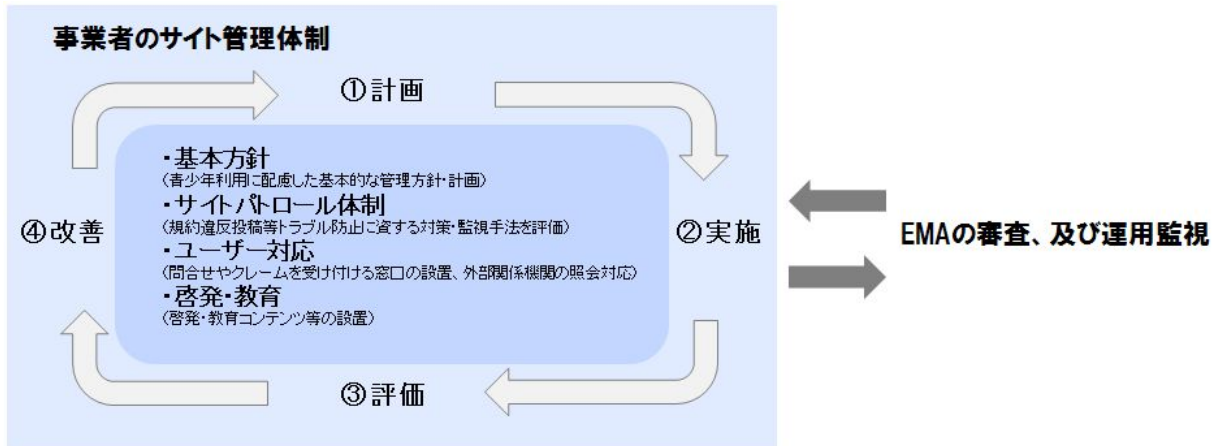 事業者のサイト管理体制
①計画
・基本方針
(青少年利用に配慮した基本的な管理方針・計画)
・サイトパトロール体制
(規約違反投稿等トラブル防止に資する対策・監視手法を評価)
・ユーザー対応
(問合せやクレームを受け付ける窓口の設置、外部関係機関の照会対応)
・啓発・教育
(啓発・教育コンテンツ等の設置)
④改善
②実施
EMAの審査、及び運用監視
③評価